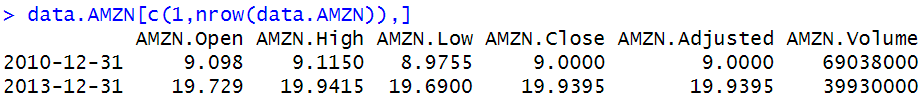 > data.AMZN[c(1,nrow(data.AMZN)),]
AMZN.Open AMZN.High AMZN.Low AMZN.Close AMZN.Adjusted AMZN.Volume
2010-12-31 9.098 9.1150 8.9755 9.0000 9.0000 69038000
2013-12-31 19.729 19.9415 19.6900 19.9395 19.9395 39930000